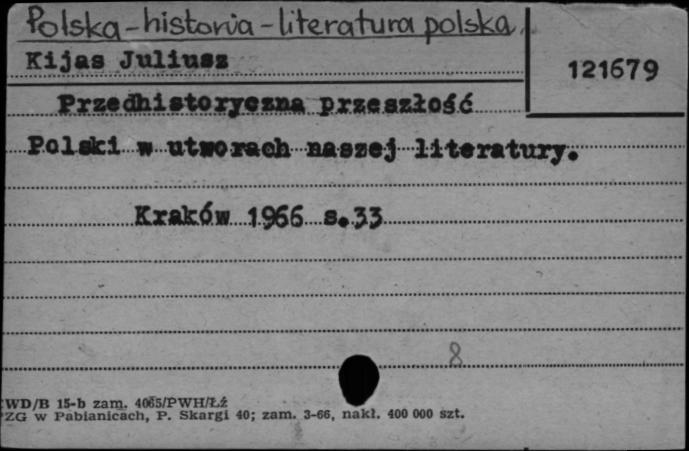 Polska-historia-literatura polska
Kijas Juliusz
121679
Przedhistoryczna przeszłość
Polski w utworach naszej literatury.
Kraków 1966 s.33
8
WD/B 15-b zam. 4065/PWH/Łź
ZG w Pabianicach, P. Skargi 40; zam. 3-66, nakł. 400 000 szt.